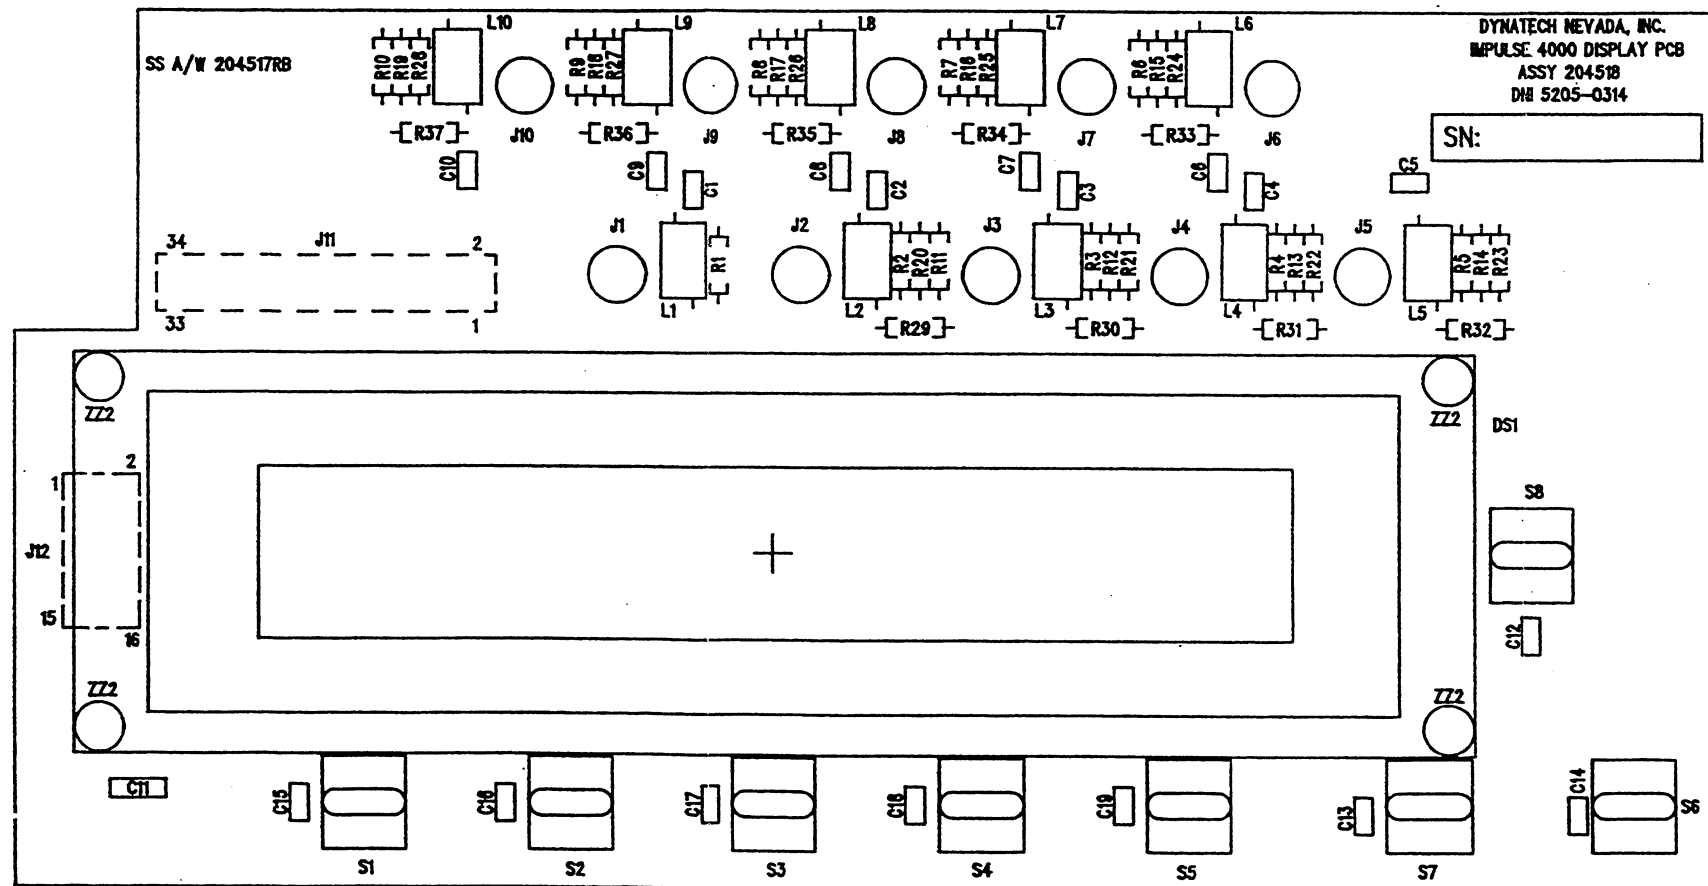 L10 L9 L8 L7 L6
DYNATECH NEVADA, INC.
IMPULSE 4000 DISPLAY PCB
ASSY 204518
DNI 5205-0314
SS A/W 204517RB
R10 R19 R28 R9 R18 R27 R8 R17 R26 R7 R16 R25 R6 R15 R24
R37 J10 R36 J9 R35 J8 R34 J7 R33 J6
SN:
C10 C9 C1 C8 C2 C7 C3 C6 C4 C5
34 J11 2 J1 J2 J3 J4 J5
R1 R2 R20 R11 R3 R12 R21 R4 R13 R22 R5 R14 R23
33 1 L1 L2 L3 L4 L5
R29 R30 R31 R32
ZZ2 ZZ2 DS1
1 2
S8
J12
15 16
C12
ZZ2 ZZ2
C11 C15 C16 C17 C18 C19 C13 C14 S6
S1 S2 S3 S4 S5 S7